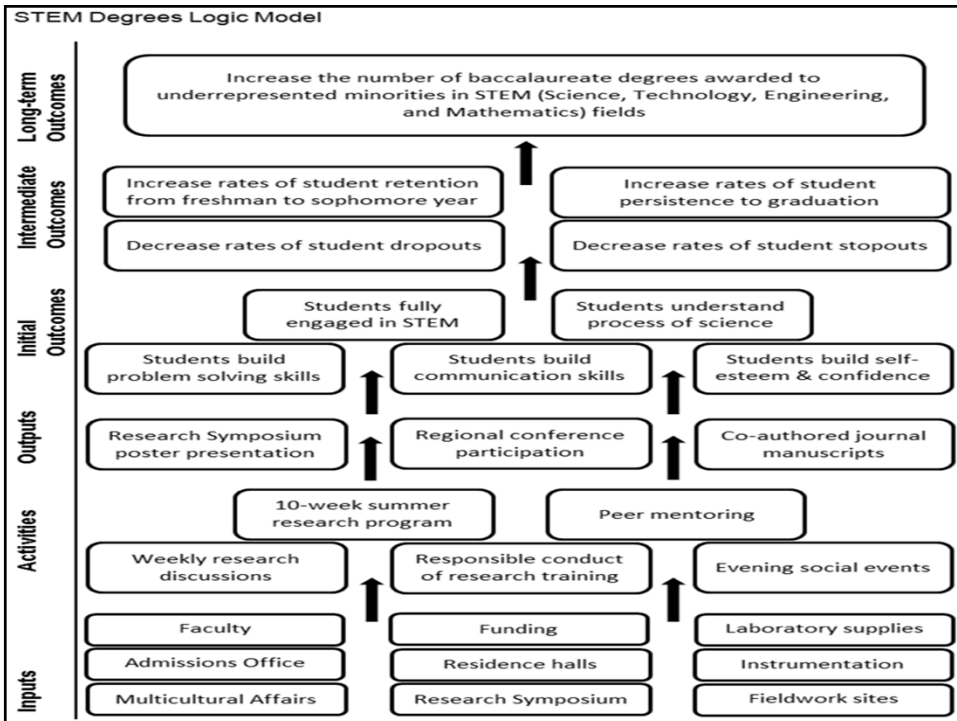 STEM Degrees Logic Model
Long-term
Outcomes
Increase the number of baccalaureate degrees awarded to
underrepresented minorities in STEM (Science, Technology, Engineering,
and Mathematics) fields
Intermediate
Outcomes
Increase rates of student retention
from freshman to sophomore year
Increase rates of student
persistence to graduation
Decrease rates of student dropouts
Decrease rates of student stopouts
Initial
Outcomes
Students fully
engaged in STEM
Students understand
process of science
Students build
problem solving skills
Students build
communication skills
Students build self-
esteem & confidence
Outputs
Research Symposium
poster presentation
Regional conference
participation
Co-authored journal
manuscripts
Activities
10-week summer
research program
Peer mentoring
Weekly research
discussions
Responsible conduct
of research training
Evening social events
Inputs
Faculty
Funding
Laboratory supplies
Admissions Office
Residence halls
Instrumentation
Multicultural Affairs
Research Symposium
Fieldwork sites